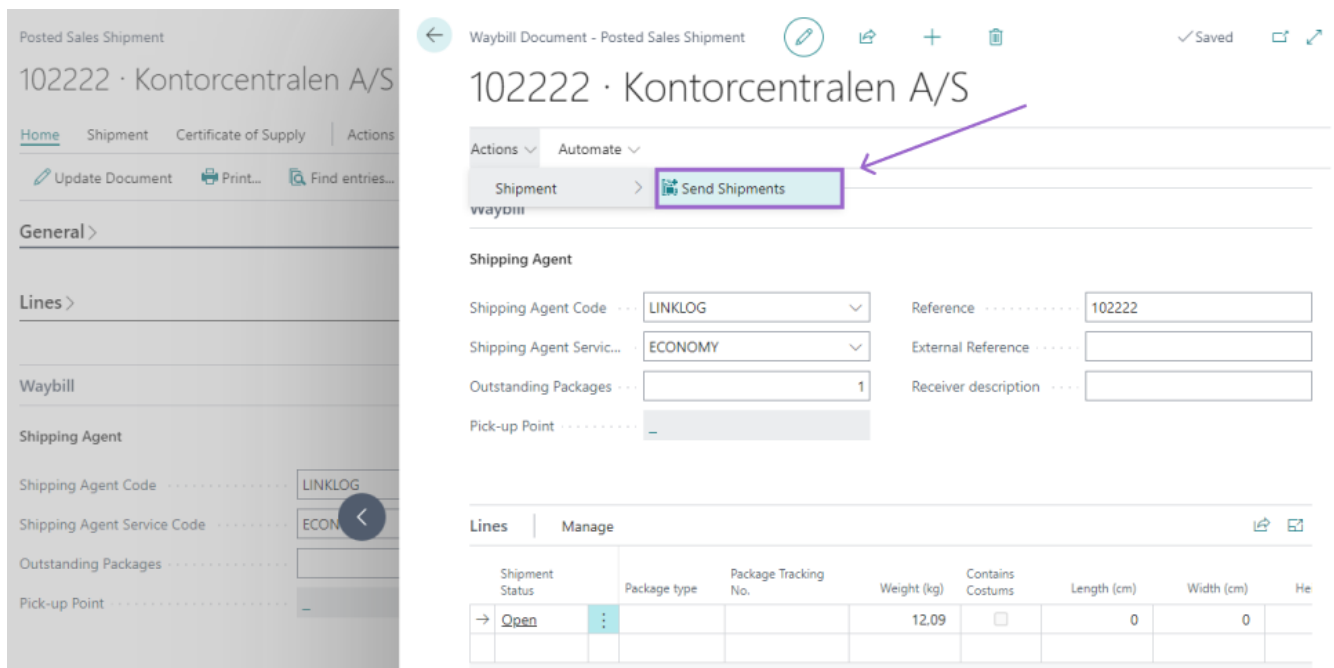 Posted Sales Shipment
102222 · Kontorcentralen A/S
Home Shipment Certificate of Supply Actions
Update Document Print... Find entries...
General
Lines
Waybill
Shipping Agent
Shipping Agent Code LINKLOG
Shipping Agent Service Code ECON
Outstanding Packages
Pick-up Point _
Waybill Document - Posted Sales Shipment Saved
102222 · Kontorcentralen A/S
Actions Automate
Shipment Send Shipments
Waybill
Shipping Agent
Shipping Agent Code LINKLOG Reference 102222
Shipping Agent Servic... ECONOMY External Reference
Outstanding Packages 1 Receiver description
Pick-up Point _
Lines Manage
Shipment Status Package type Package Tracking No. Weight (kg) Contains Costums Length (cm) Width (cm) He
Open 12.09 0 0